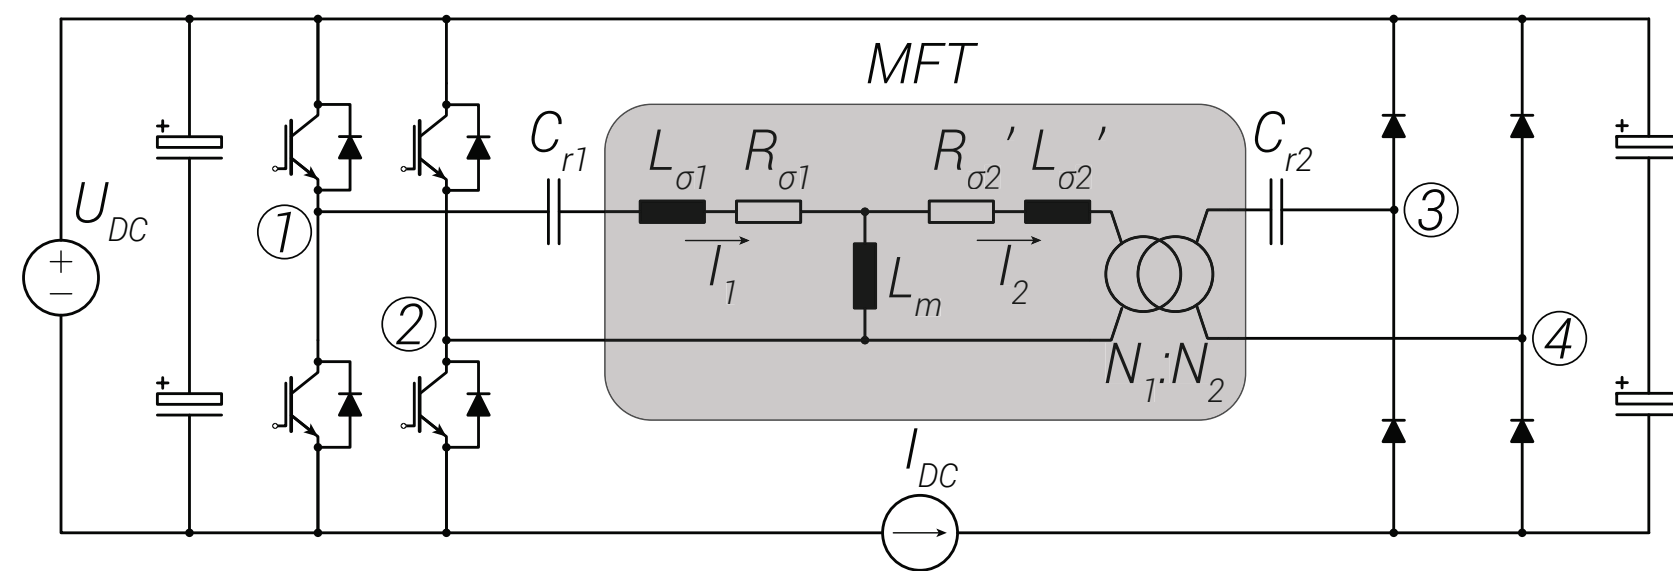 MFT
U_DC
C_r1
L_σ1
R_σ1
R_σ2'
L_σ2'
C_r2
1
I_1
I_2
3
L_m
2
4
N_1:N_2
I_DC